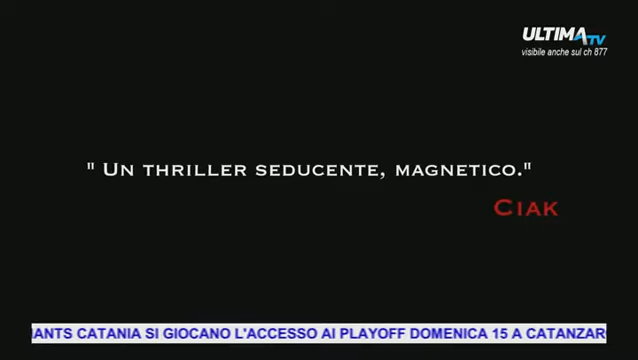 ULTIMA TV
visibile anche sul ch 877
" Un thriller seducente, magnetico."
Ciak
IANTS CATANIA SI GIOCANO L'ACCESSO AI PLAYOFF DOMENICA 15 A CATANZAR